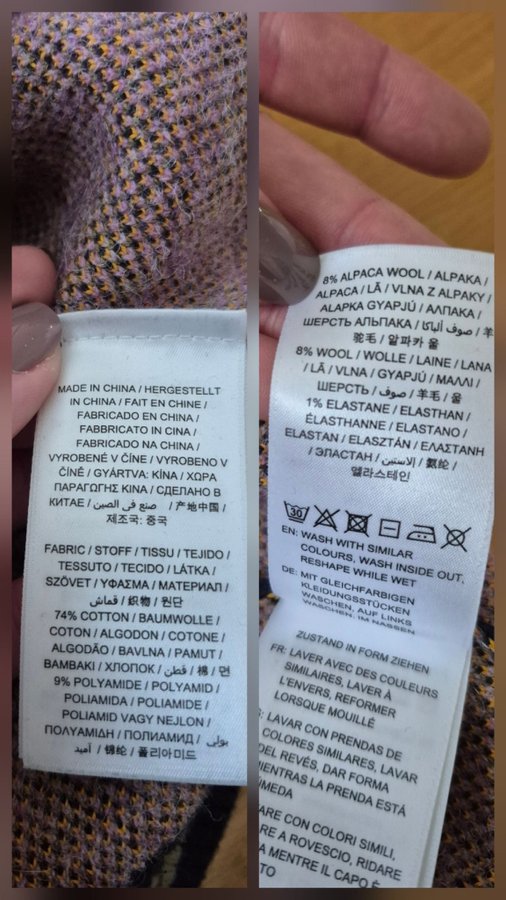 MADE IN CHINA / HERGESTELLT
IN CHINA / FAIT EN CHINE /
FABRICADO EN CHINA /
FABBRICATO IN CINA /
FABRICADO NA CHINA /
VYROBENÉ V ČÍNE / VYROBENO V
ČÍNĚ / GYÁRTVA: KÍNA / ΧΩΡΑ
ΠΑΡΑΓΩΓΗΣ ΚΙΝΑ / СДЕЛАНО В
КИТАЕ / صنع في الصين / 产地中国 /
제조국: 중국
FABRIC / STOFF / TISSU / TEJIDO /
TESSUTO / TECIDO / LÁTKA /
SZÖVET / ΥΦΑΣΜΑ / МАТЕРИАЛ /
قماش / 织物 / 원단
74% COTTON / BAUMWOLLE /
COTON / ALGODON / COTONE /
ALGODÃO / BAVLNA / PAMUT /
BAMBAKI / ХЛОПОК / قطن / 棉 / 면
9% POLYAMIDE / POLYAMID /
POLIAMIDA / POLIAMIDE /
POLIAMID VAGY NEJLON /
ΠΟΛΥΑΜΙΔΗ / ПОЛИАМИД / بولي
أميد / 锦纶 / 폴리아미드
8% ALPACA WOOL / ALPAKA /
ALPACA / LÃ / VLNA Z ALPAKY /
ALAPKA GYAPJÚ / ΑΛΠΑΚΑ /
ШЕРСТЬ АЛЬПАКА / صوف ألباكا / 羊
驼毛 / 알파카 울
8% WOOL / WOLLE / LAINE / LANA
/ LÃ / VLNA / GYAPJÚ / ΜΑΛΛΙ /
ШЕРСТЬ / صوف / 羊毛 / 울
1% ELASTANE / ELASTHAN /
ÉLASTHANNE / ELASTANO /
ELASTAN / ELASZTÁN / ΕΛΑΣΤΑΝΗ
/ ЭЛАСТАН / الاستين / 氨纶 /
엘라스테인
30
EN: WASH WITH SIMILAR
COLOURS, WASH INSIDE OUT,
RESHAPE WHILE WET
DE: MIT GLEICHFARBIGEN
KLEIDUNGSSTÜCKEN
WASCHEN, AUF LINKS
WASCHEN, IM NASSEN
ZUSTAND IN FORM ZIEHEN
FR: LAVER AVEC DES COULEURS
SIMILAIRES, LAVER À
L'ENVERS, REFORMER
LORSQUE MOUILLÉ
: LAVAR CON PRENDAS DE
COLORES SIMILARES, LAVAR
DEL REVÉS, DAR FORMA
MIENTRAS LA PRENDA ESTÁ
MEDA
ARE CON COLORI SIMILI,
RE A ROVESCIO, RIDARE
A MENTRE IL CAPO È
TO